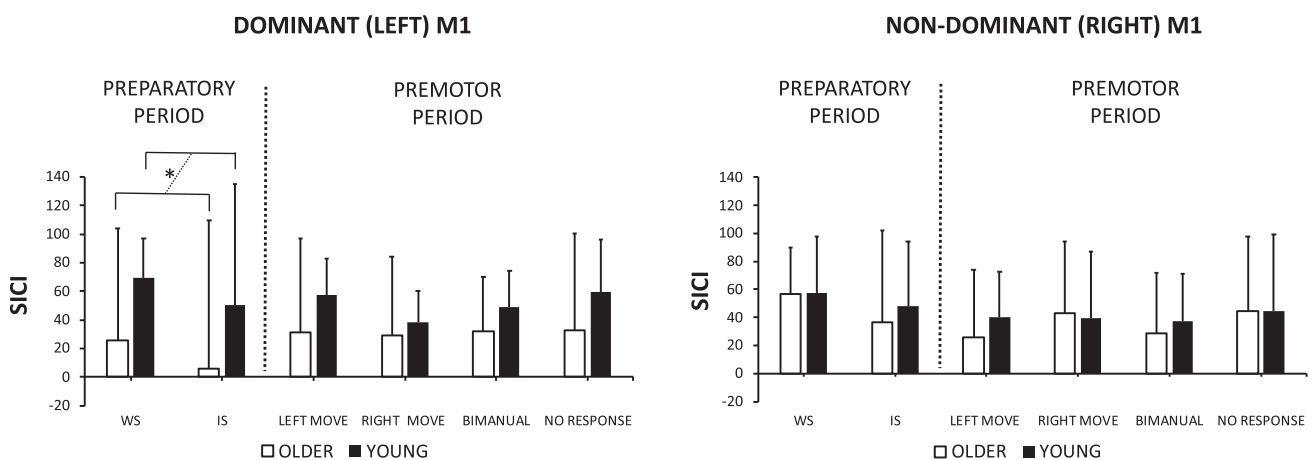 DOMINANT (LEFT) M1
PREPARATORY
PERIOD
PREMOTOR
PERIOD
*
140
120
100
80
60
40
20
0
-20
SICI
WS IS LEFT MOVE RIGHT MOVE BIMANUAL NO RESPONSE
OLDER YOUNG
NON-DOMINANT (RIGHT) M1
PREPARATORY
PERIOD
PREMOTOR
PERIOD
140
120
100
80
60
40
20
0
-20
SICI
WS IS LEFT MOVE RIGHT MOVE BIMANUAL NO RESPONSE
OLDER YOUNG